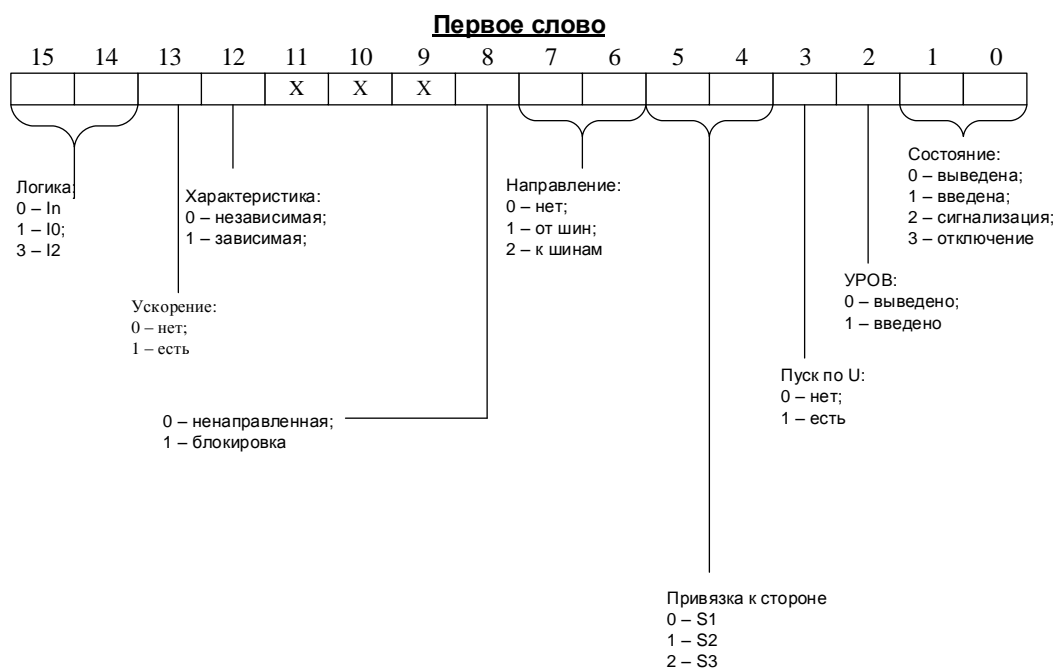 Первое слово
15 14 13 12 11 10 9 8 7 6 5 4 3 2 1 0
X X X
Логика:
0 – In
1 – I0;
3 – I2
Характеристика:
0 – независимая;
1 – зависимая;
Направление:
0 – нет;
1 – от шин;
2 – к шинам
Состояние:
0 – выведена;
1 – введена;
2 – сигнализация;
3 – отключение
Ускорение:
0 – нет;
1 – есть
УРОВ:
0 – выведено;
1 – введено
Пуск по U:
0 – нет;
1 – есть
0 – ненаправленная;
1 – блокировка
Привязка к стороне
0 – S1
1 – S2
2 – S3